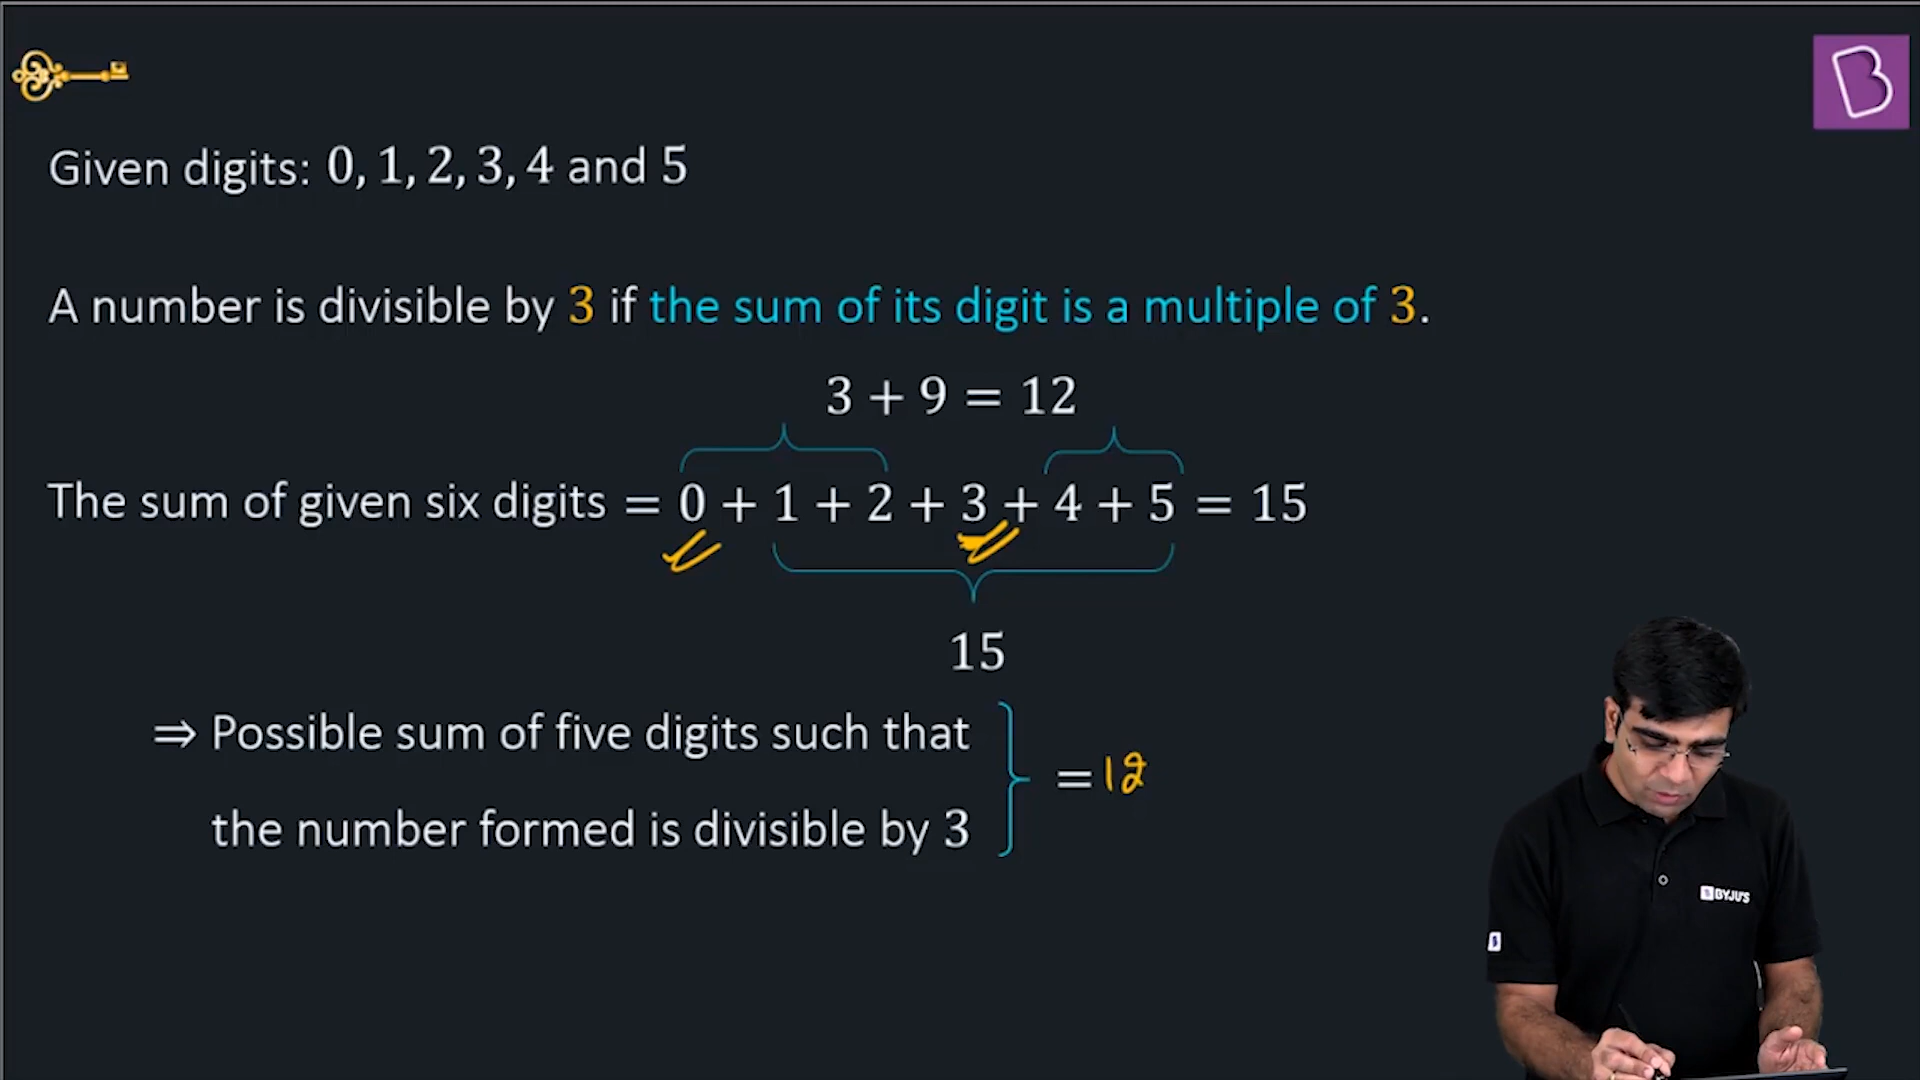 B
Given digits: 0, 1, 2, 3, 4 and 5
A number is divisible by 3 if the sum of its digit is a multiple of 3.
3 + 9 = 12
The sum of given six digits = 0 + 1 + 2 + 3 + 4 + 5 = 15
15
⇒ Possible sum of five digits such that
the number formed is divisible by 3
= 12
BYJU'S